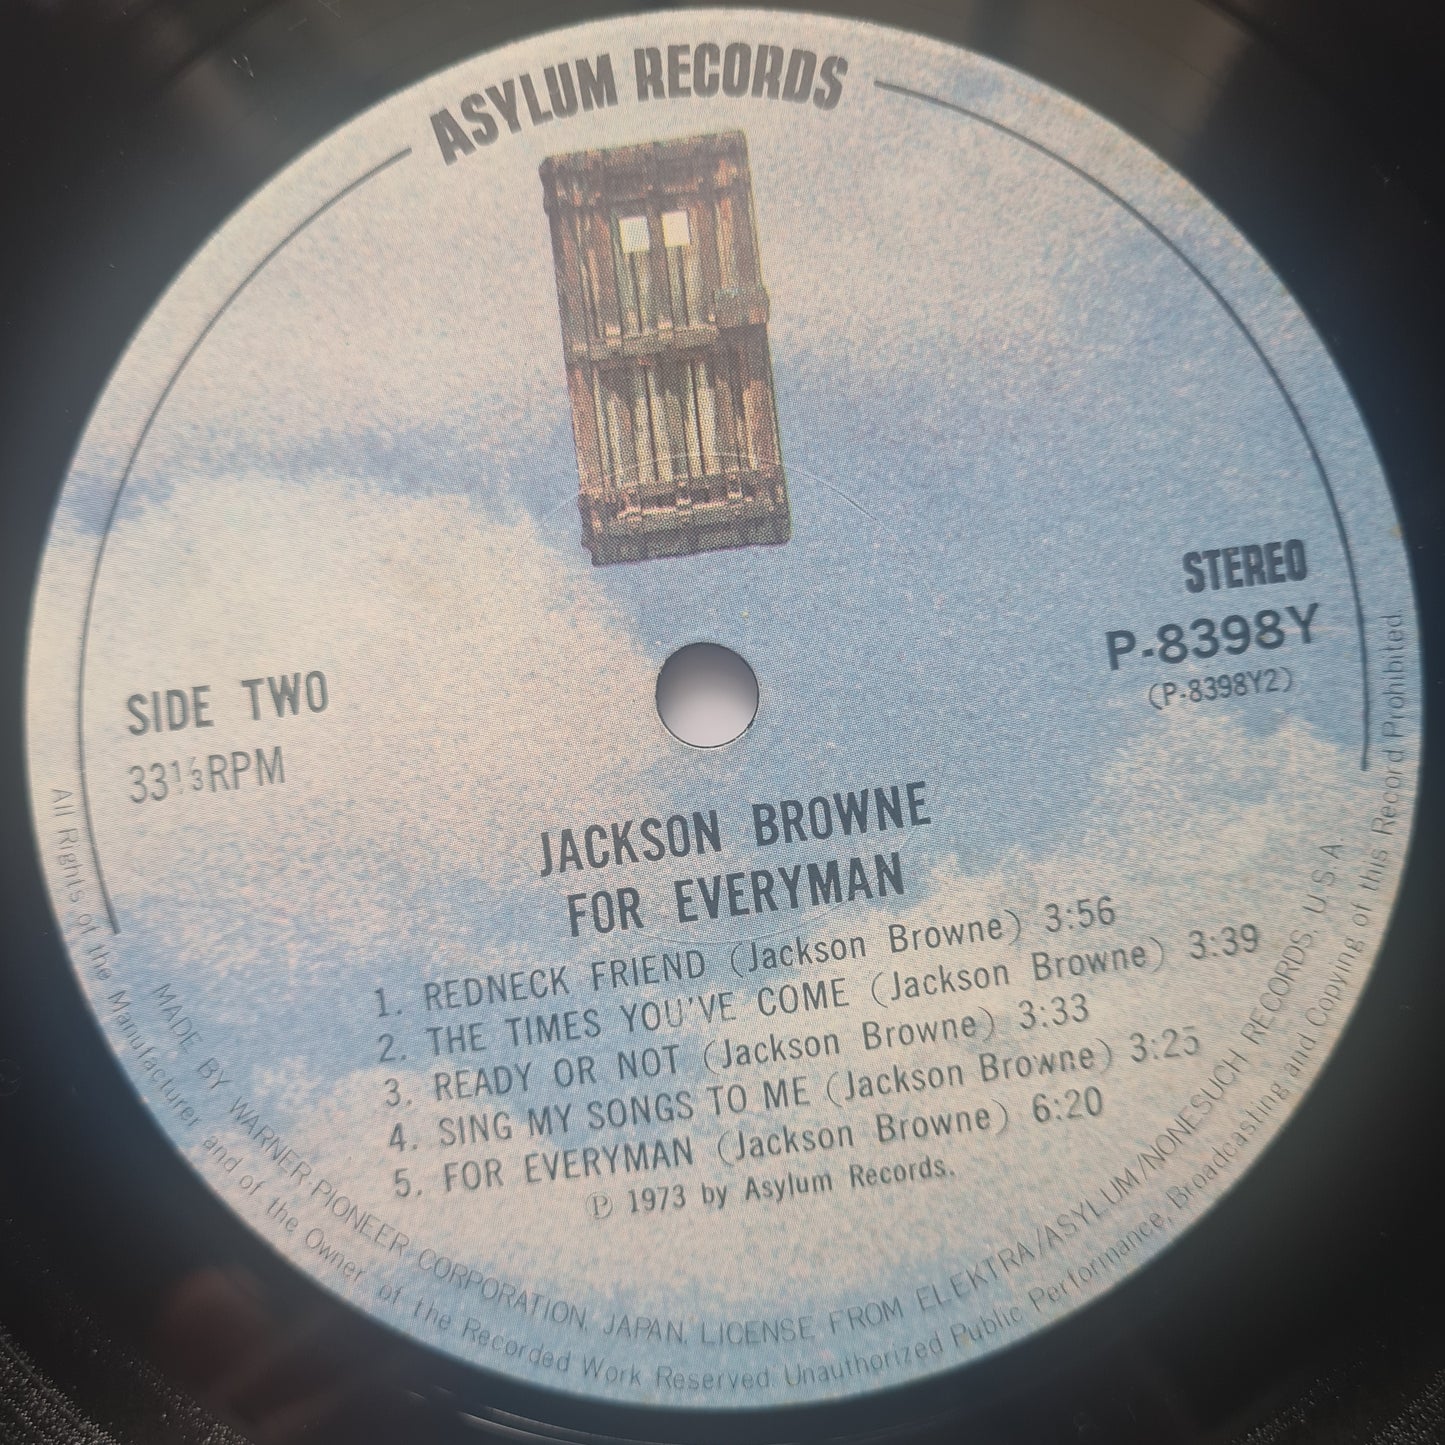 ASYLUM RECORDS
STEREO
P-8398Y
(P-8398Y2)
SIDE TWO
33⅓RPM
JACKSON BROWNE
FOR EVERYMAN
1. REDNECK FRIEND (Jackson Browne) 3:56
2. THE TIMES YOU'VE COME (Jackson Browne) 3:39
3. READY OR NOT (Jackson Browne) 3:33
4. SING MY SONGS TO ME (Jackson Browne) 3:25
5. FOR EVERYMAN (Jackson Browne) 6:20
℗ 1973 by Asylum Records.
MADE BY WARNER-PIONEER CORPORATION, JAPAN, LICENSE FROM ELEKTRA/ASYLUM/NONESUCH RECORDS, U.S.A.
All Rights of the Manufacturer and of the Owner of the Recorded Work Reserved. Unauthorized Public Performance, Broadcasting and Copying of this Record Prohibited.